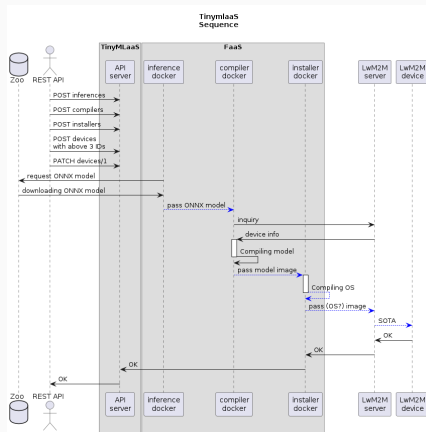 TinymlaaS
Sequence
TinyMLaaS
FaaS
Zoo
REST API
API
server
inference
docker
compiler
docker
installer
docker
LwM2M
server
LwM2M
device
POST inferences
POST compilers
POST installers
POST devices
with above 3 IDs
PATCH devices/1
request ONNX model
downloading ONNX model
pass ONNX model
inquiry
device info
Compiling model
pass model image
Compiling OS
pass (OS?) image
SOTA
OK
OK
OK
OK
Zoo
REST API
API
server
inference
docker
compiler
docker
installer
docker
LwM2M
server
LwM2M
device